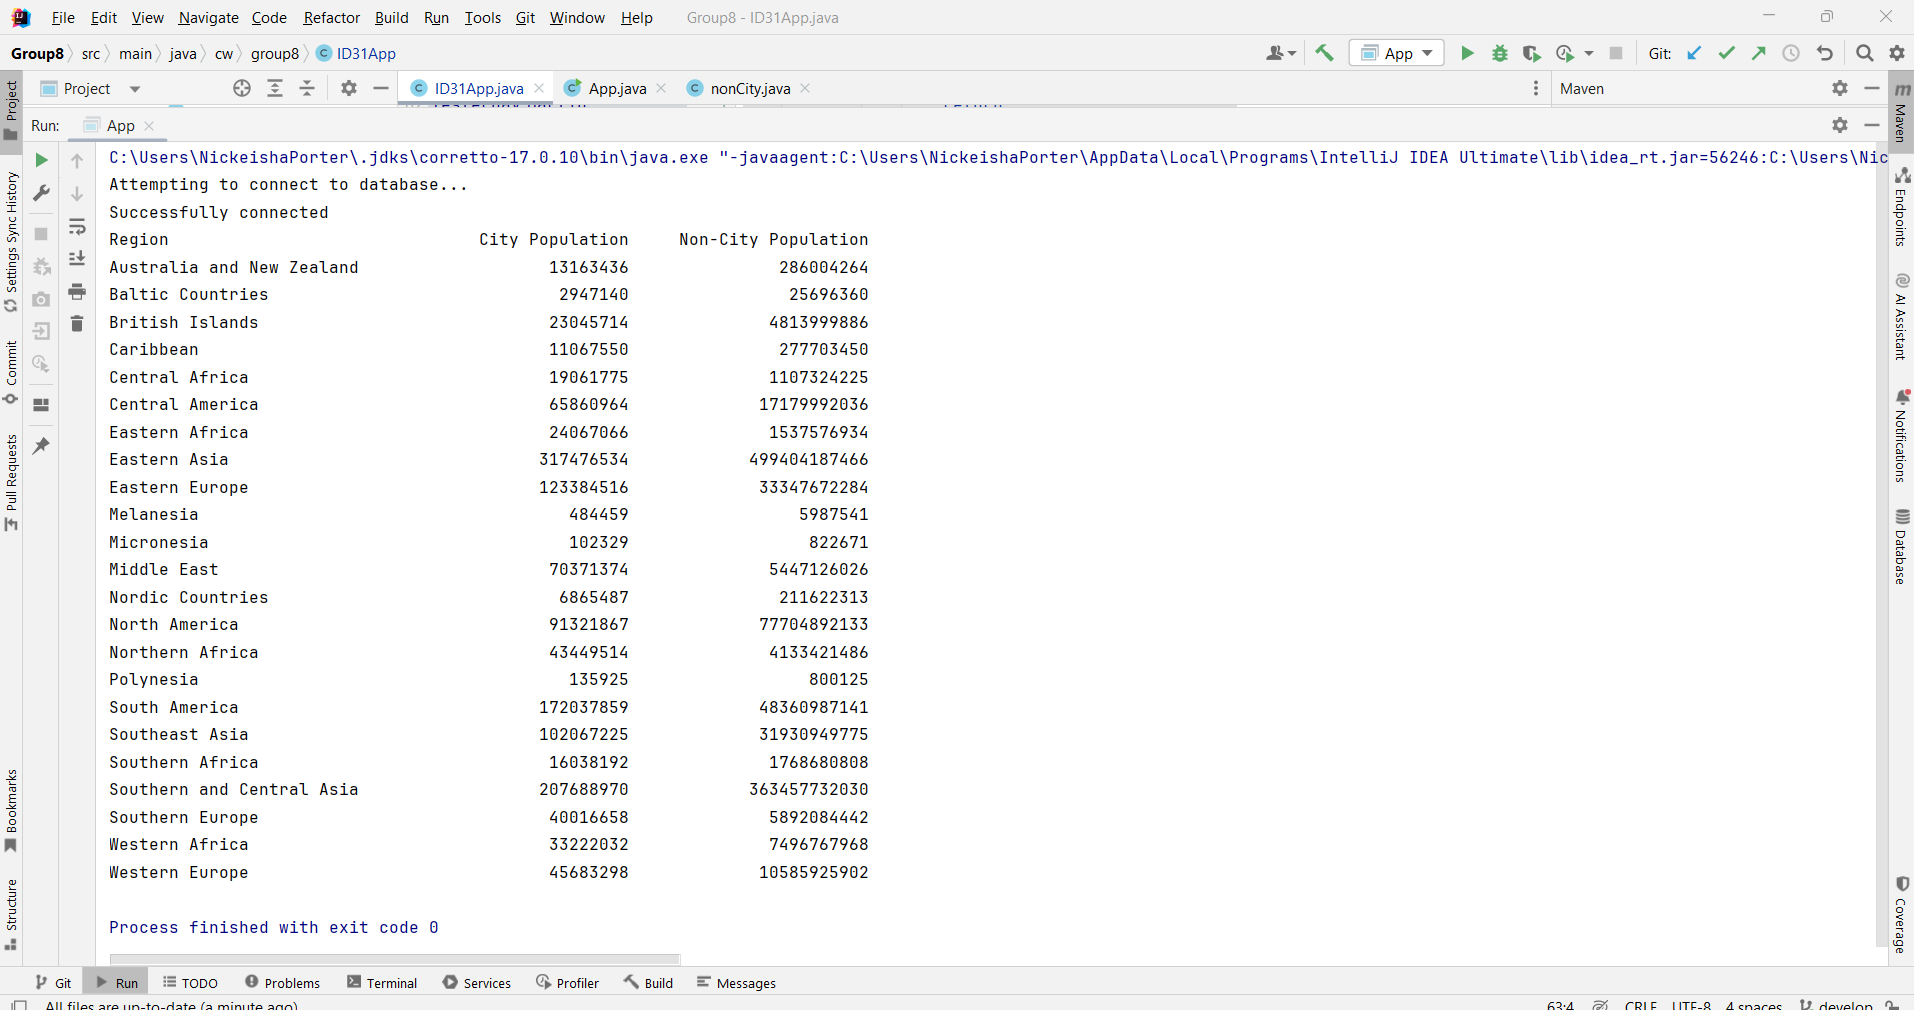 File Edit View Navigate Code Refactor Build Run Tools Git Window Help Group8 - ID31App.java
Group8 src main java cw group8 ID31App App Git:
Project ID31App.java App.java nonCity.java Maven
Run: App
C:\Users\NickeishaPorter\.jdks\corretto-17.0.10\bin\java.exe "-javaagent:C:\Users\NickeishaPorter\AppData\Local\Programs\IntelliJ IDEA Ultimate\lib\idea_rt.jar=56246:C:\Users\Nic
Attempting to connect to database...
Successfully connected
Region City Population Non-City Population
Australia and New Zealand 13163436 286004264
Baltic Countries 2947140 25696360
British Islands 23045714 4813999886
Caribbean 11067550 277703450
Central Africa 19061775 1107324225
Central America 65860964 17179992036
Eastern Africa 24067066 1537576934
Eastern Asia 317476534 499404187466
Eastern Europe 123384516 33347672284
Melanesia 484459 5987541
Micronesia 102329 822671
Middle East 70371374 5447126026
Nordic Countries 6865487 211622313
North America 91321867 77704892133
Northern Africa 43449514 4133421486
Polynesia 135925 800125
South America 172037859 48360987141
Southeast Asia 102067225 31930949775
Southern Africa 16038192 1768680808
Southern and Central Asia 207688970 363457732030
Southern Europe 40016658 5892084442
Western Africa 33222032 7496767968
Western Europe 45683298 10585925902
Process finished with exit code 0
Project
Settings Sync History
Commit
Pull Requests
Bookmarks
Structure
m Maven
Endpoints
AI Assistant
Notifications
Database
Coverage
Git Run TODO Problems Terminal Services Profiler Build Messages
All files are up-to-date (a minute ago) 63:4 CRLF UTF-8 4 spaces develop